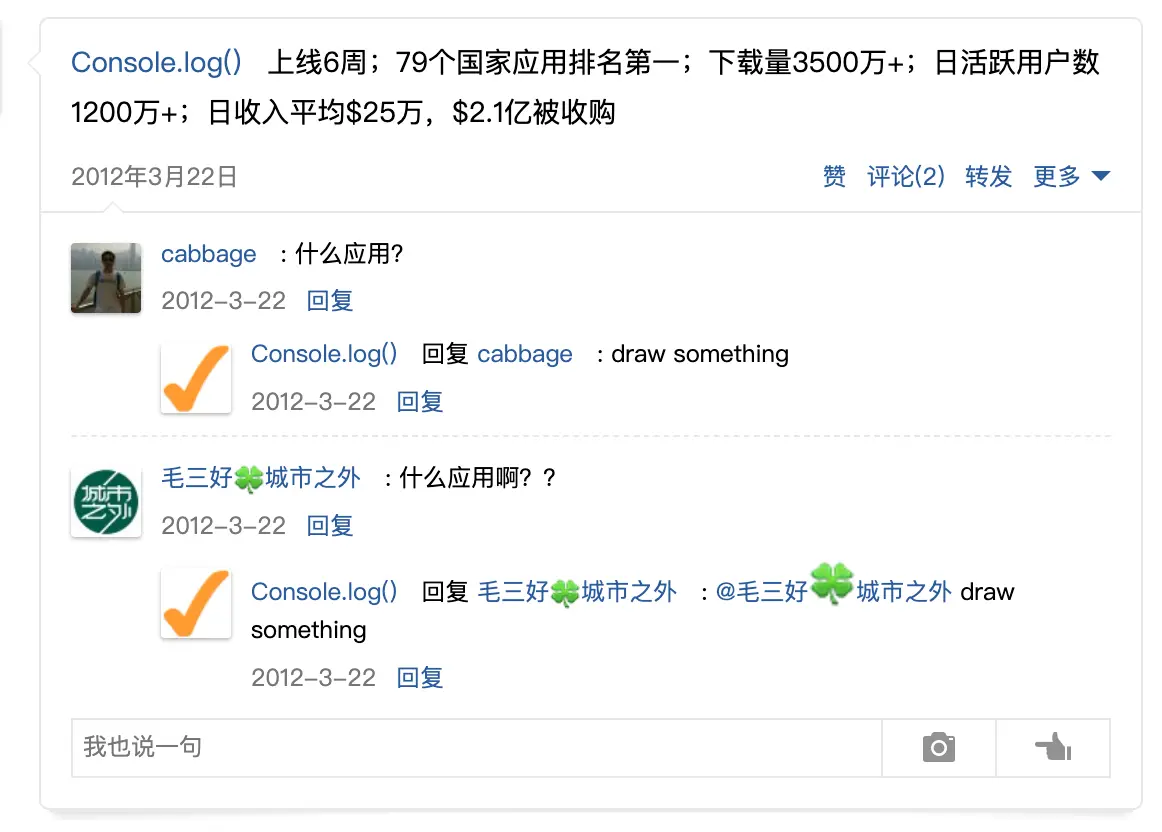 Console.log() 上线6周；79个国家应用排名第一；下载量3500万+；日活跃用户数
1200万+；日收入平均$25万，$2.1亿被收购
2012年3月22日 赞 评论(2) 转发 更多
cabbage : 什么应用?
2012-3-22 回复
Console.log() 回复 cabbage : draw something
2012-3-22 回复
城市
之外
毛三好🍀城市之外 : 什么应用啊？？
2012-3-22 回复
Console.log() 回复 毛三好🍀城市之外 : @毛三好🍀城市之外 draw
something
2012-3-22 回复
我也说一句